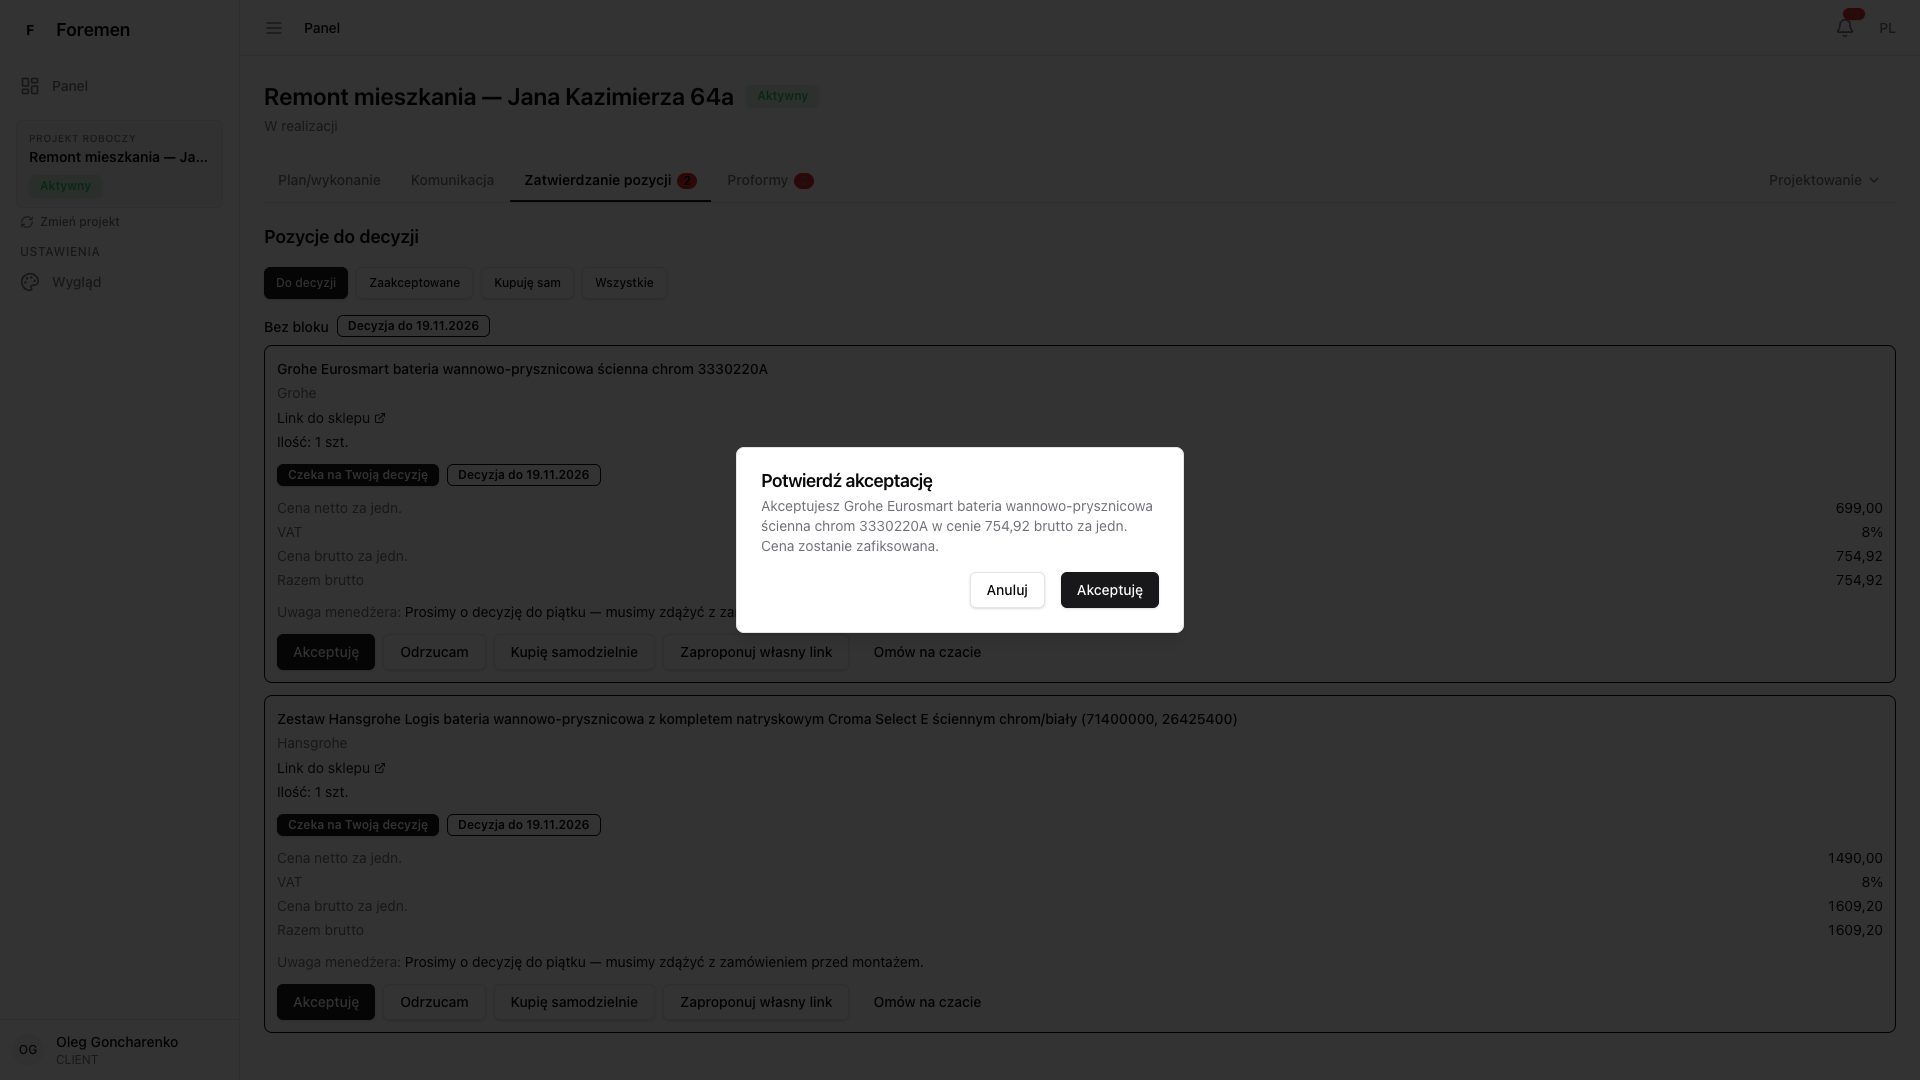 F Foremen
Panel
PROJEKT ROBOCZY
Remont mieszkania — Ja...
Aktywny
Zmień projekt
USTAWIENIA
Wygląd
OG
Oleg Goncharenko
CLIENT
Panel
PL
Remont mieszkania — Jana Kazimierza 64a Aktywny
W realizacji
Plan/wykonanie Komunikacja Zatwierdzanie pozycji 2 Proformy Projektowanie
Pozycje do decyzji
Do decyzji Zaakceptowane Kupuję sam Wszystkie
Bez bloku Decyzja do 19.11.2026
Grohe Eurosmart bateria wannowo-prysznicowa ścienna chrom 3330220A
Grohe
Link do sklepu
Ilość: 1 szt.
Czeka na Twoją decyzję Decyzja do 19.11.2026
Cena netto za jedn. 699,00
VAT 8%
Cena brutto za jedn. 754,92
Razem brutto 754,92
Uwaga menedżera: Prosimy o decyzję do piątku — musimy zdążyć z za
Akceptuję Odrzucam Kupię samodzielnie Zaproponuj własny link Omów na czacie
Potwierdź akceptację
Akceptujesz Grohe Eurosmart bateria wannowo-prysznicowa
ścienna chrom 3330220A w cenie 754,92 brutto za jedn.
Cena zostanie zafiksowana.
Anuluj Akceptuję
Zestaw Hansgrohe Logis bateria wannowo-prysznicowa z kompletem natryskowym Croma Select E ściennym chrom/biały (71400000, 26425400)
Hansgrohe
Link do sklepu
Ilość: 1 szt.
Czeka na Twoją decyzję Decyzja do 19.11.2026
Cena netto za jedn. 1490,00
VAT 8%
Cena brutto za jedn. 1609,20
Razem brutto 1609,20
Uwaga menedżera: Prosimy o decyzję do piątku — musimy zdążyć z zamówieniem przed montażem.
Akceptuję Odrzucam Kupię samodzielnie Zaproponuj własny link Omów na czacie